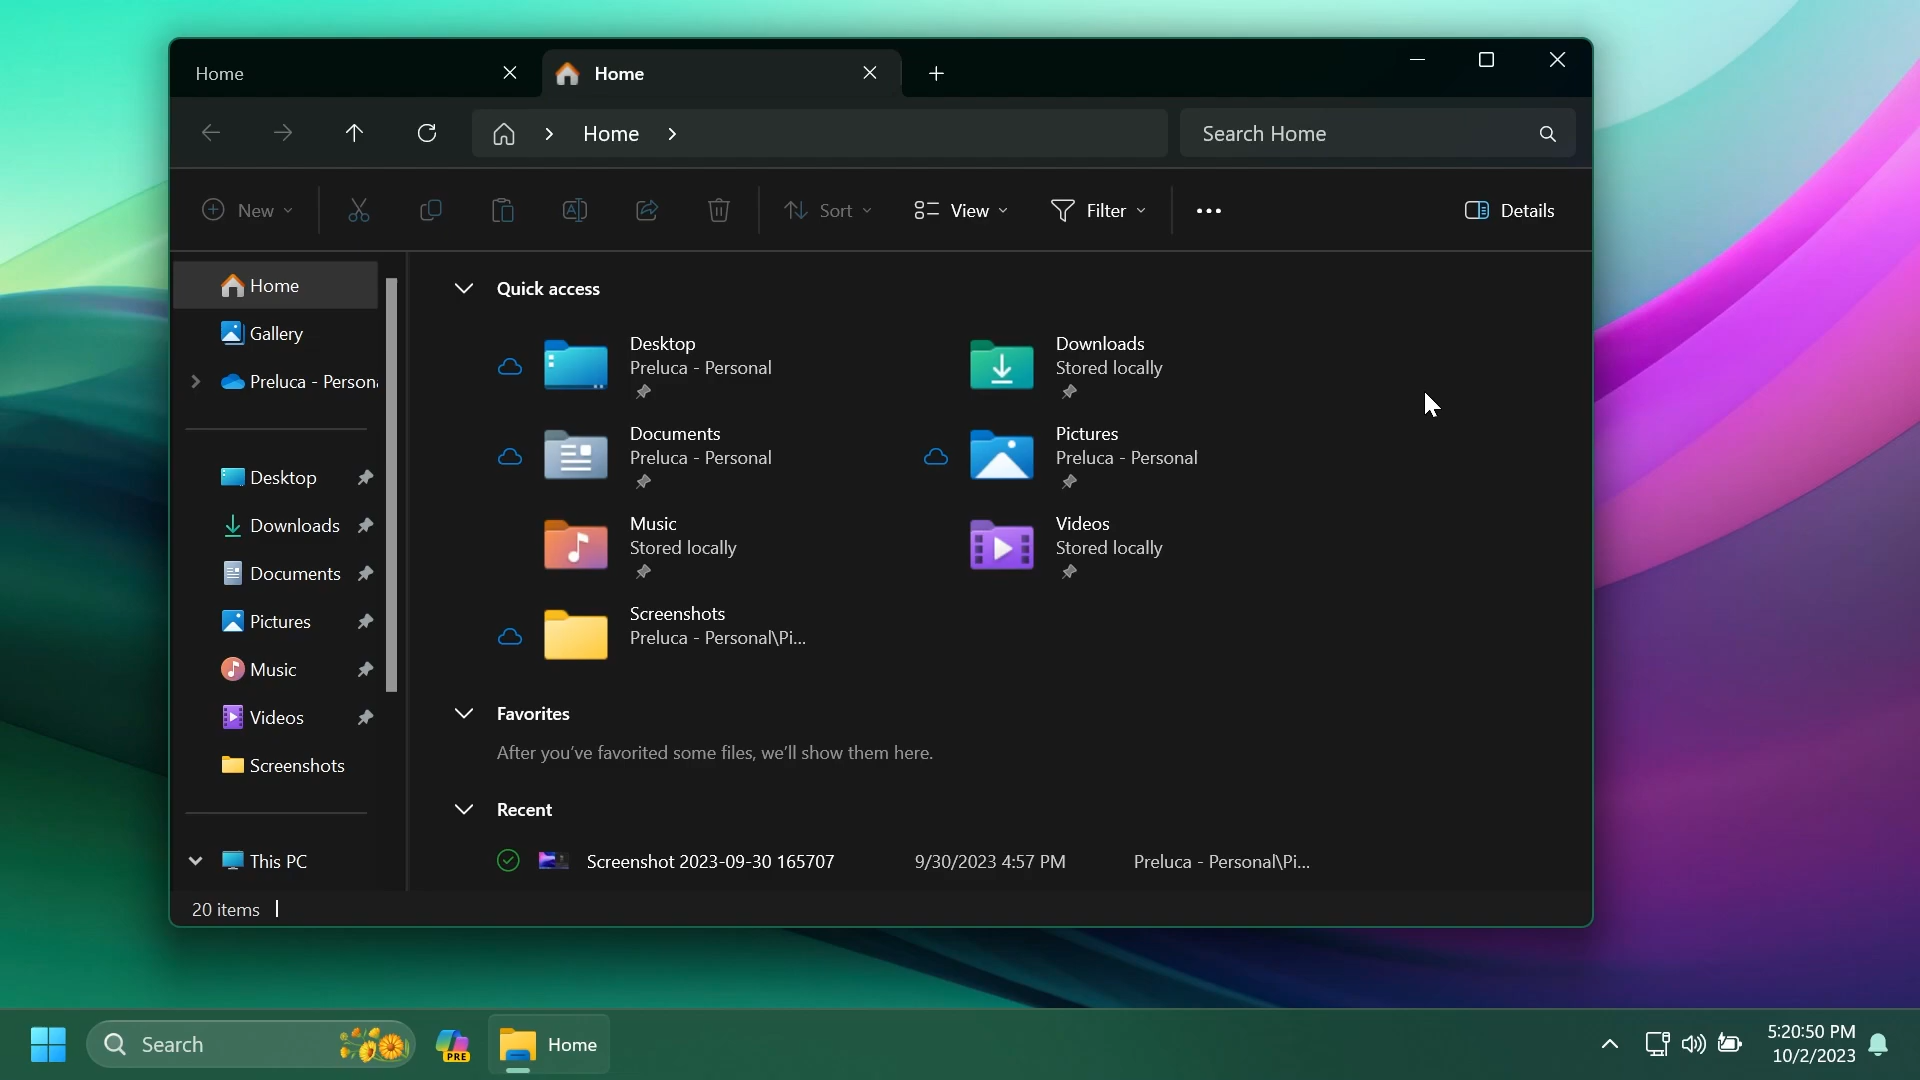 Home
Home
Home
Search Home
New
Sort
View
Filter
Details
Home
Gallery
Preluca - Person
Desktop
Downloads
Documents
Pictures
Music
Videos
Screenshots
This PC
Quick access
Desktop
Preluca - Personal
Downloads
Stored locally
Documents
Preluca - Personal
Pictures
Preluca - Personal
Music
Stored locally
Videos
Stored locally
Screenshots
Preluca - Personal\Pi...
Favorites
After you've favorited some files, we'll show them here.
Recent
Screenshot 2023-09-30 165707 9/30/2023 4:57 PM Preluca - Personal\Pi...
20 items
Search
PRE
Home
5:20:50 PM
10/2/2023